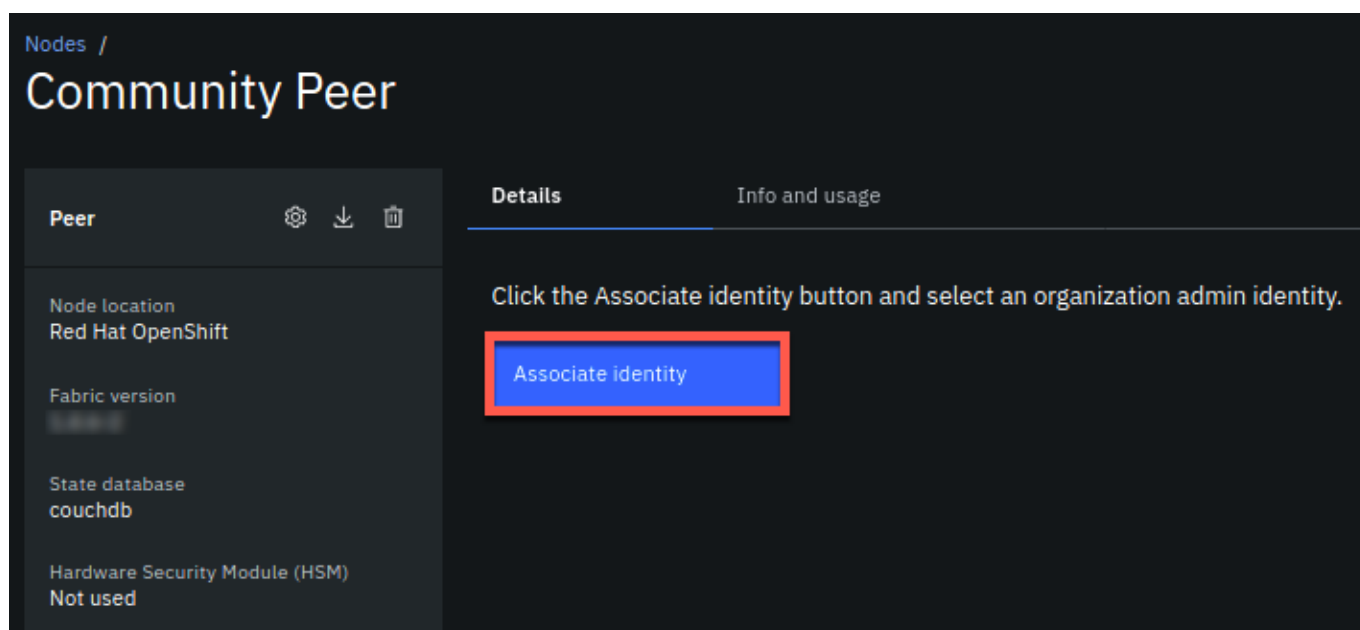 Nodes /
Community Peer
Peer
Details
Info and usage
Node location
Red Hat OpenShift
Fabric version
State database
couchdb
Hardware Security Module (HSM)
Not used
Click the Associate identity button and select an organization admin identity.
Associate identity